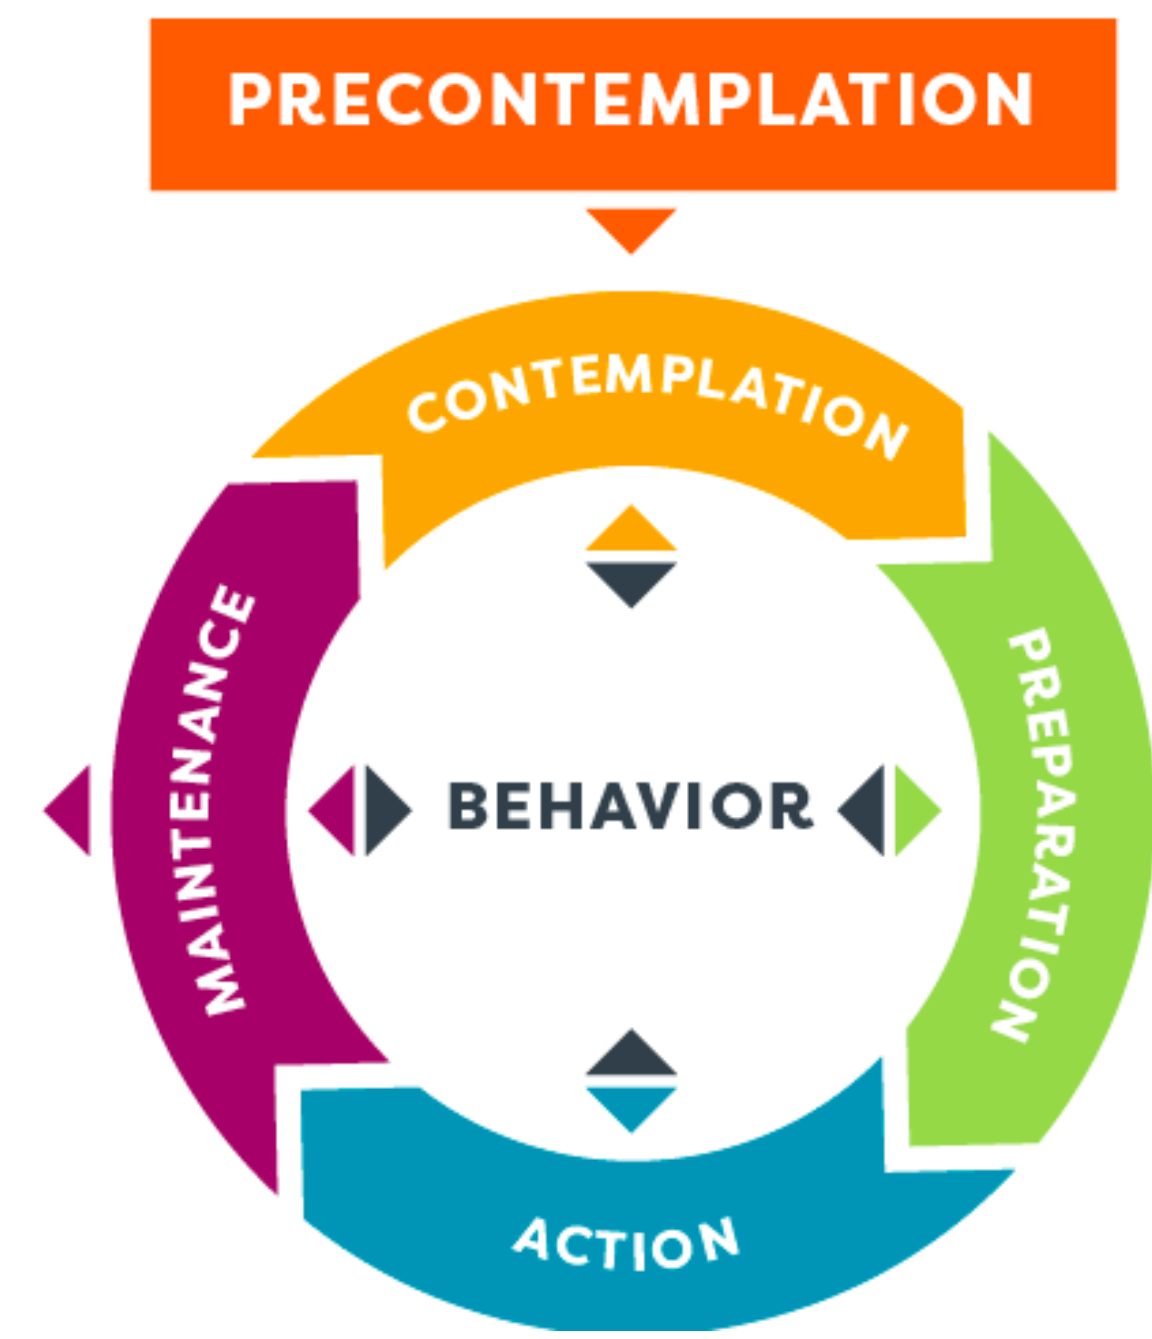 PRECONTEMPLATION
CONTEMPLATION
PREPARATION
BEHAVIOR
MAINTENANCE
ACTION